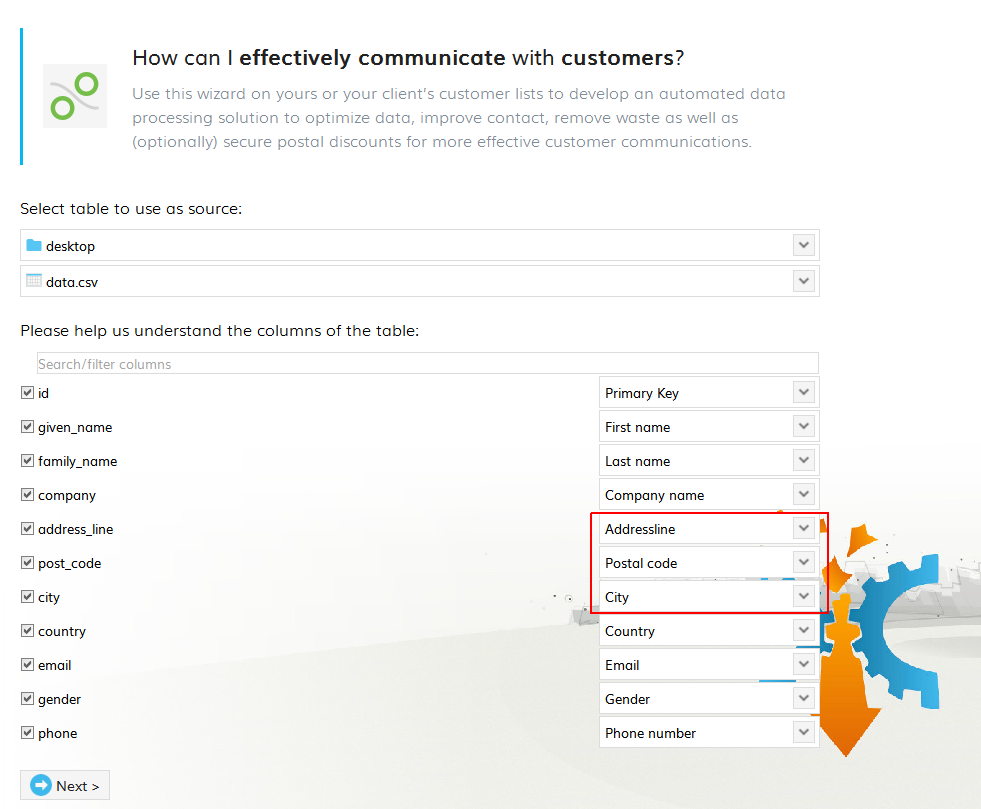 How can I effectively communicate with customers?
Use this wizard on yours or your client's customer lists to develop an automated data
processing solution to optimize data, improve contact, remove waste as well as
(optionally) secure postal discounts for more effective customer communications.
Select table to use as source:
desktop
data.csv
Please help us understand the columns of the table:
Search/filter columns
id Primary Key
given_name First name
family_name Last name
company Company name
address_line Addressline
post_code Postal code
city City
country Country
email Email
gender Gender
phone Phone number
Next >